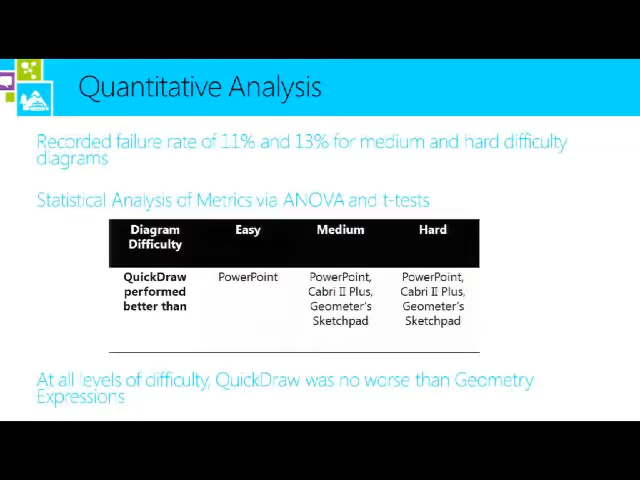 Quantitative Analysis
Recorded failure rate of 11% and 13% for medium and hard difficulty
diagrams
Statistical Analysis of Metrics via ANOVA and t-tests
Diagram Difficulty Easy Medium Hard
QuickDraw performed better than PowerPoint PowerPoint, Cabri II Plus, Geometer's Sketchpad PowerPoint, Cabri II Plus, Geometer's Sketchpad
At all levels of difficulty, QuickDraw was no worse than Geometry
Expressions